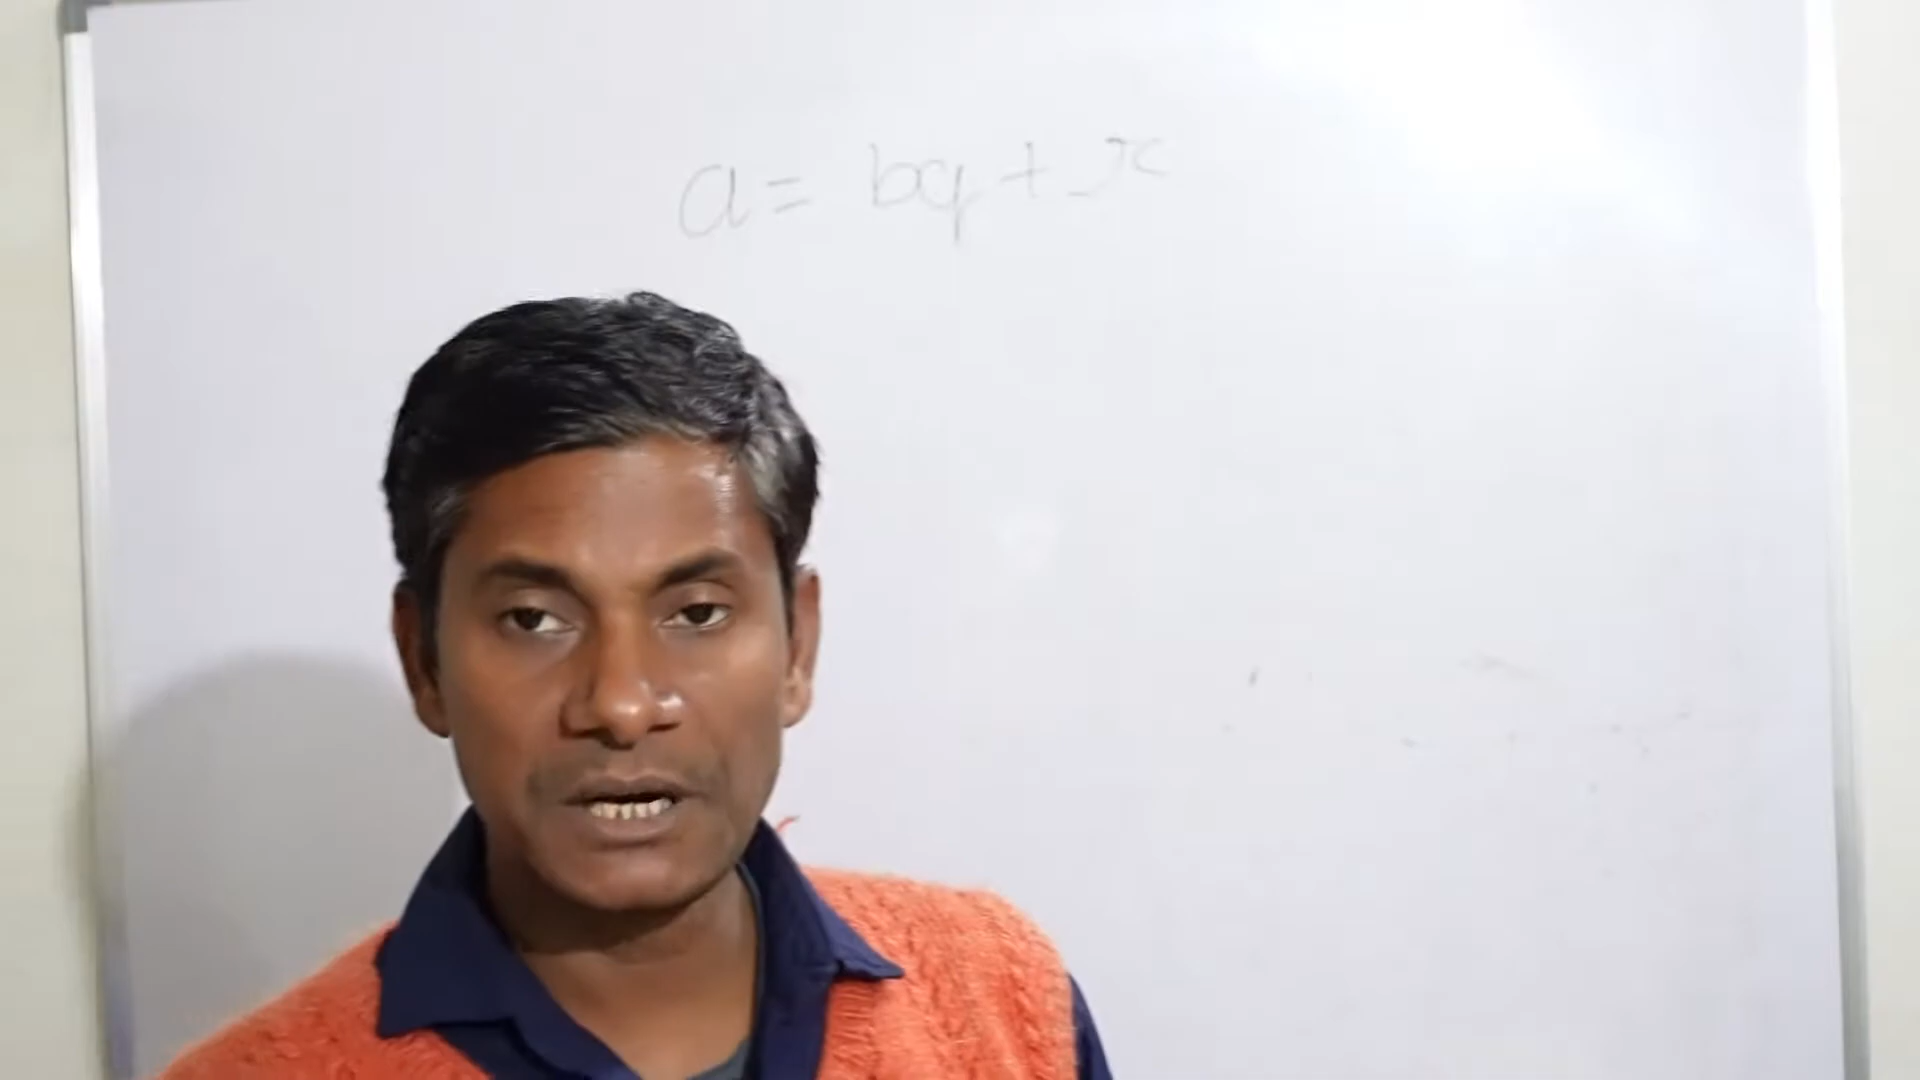 a = bq + r